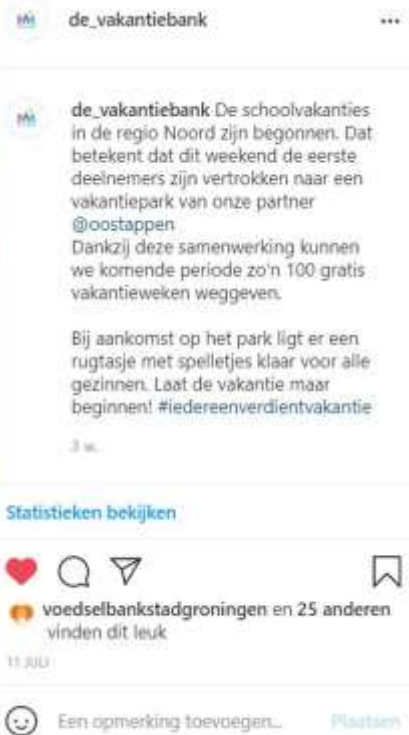 de_vakantiebank
de_vakantiebank De schoolvakanties
in de regio Noord zijn begonnen. Dat
betekent dat dit weekend de eerste
deelnemers zijn vertrokken naar een
vakantiepark van onze partner
@oostappen
Dankzij deze samenwerking kunnen
we komende periode zo'n 100 gratis
vakantieweken weggeven.
Bij aankomst op het park ligt er een
rugtasje met spelletjes klaar voor alle
gezinnen. Laat de vakantie maar
beginnen! #iedereenverdientvakantie
3 w.
Statistieken bekijken
voedselbankstadgroningen en 25 anderen
vinden dit leuk
11 JULI
Een opmerking toevoegen...
Plaatsen